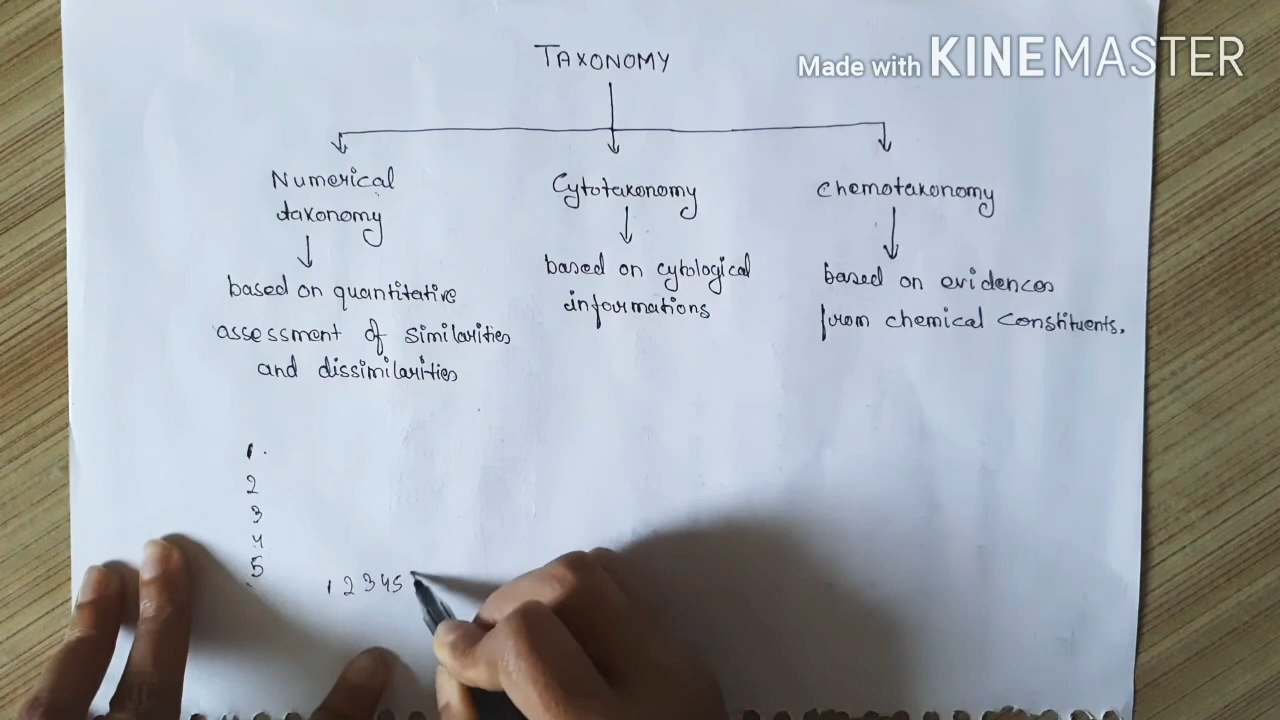 Made with KINEMASTER
TAXONOMY
Numerical
taxonomy
based on quantitative
assessment of similarities
and dissimilarities
Cytotaxonomy
based on cytological
informations
Chemotaxonomy
based on evidences
from chemical constituents.
1.
2
3
4
5
1 2 3 4 5